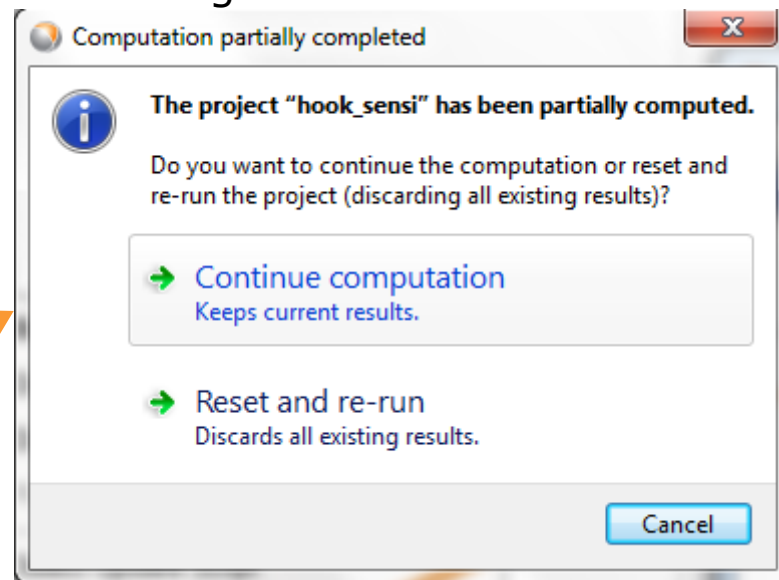 Computation partially completed
The project “hook_sensi” has been partially computed.
Do you want to continue the computation or reset and
re-run the project (discarding all existing results)?
Continue computation
Keeps current results.
Reset and re-run
Discards all existing results.
Cancel